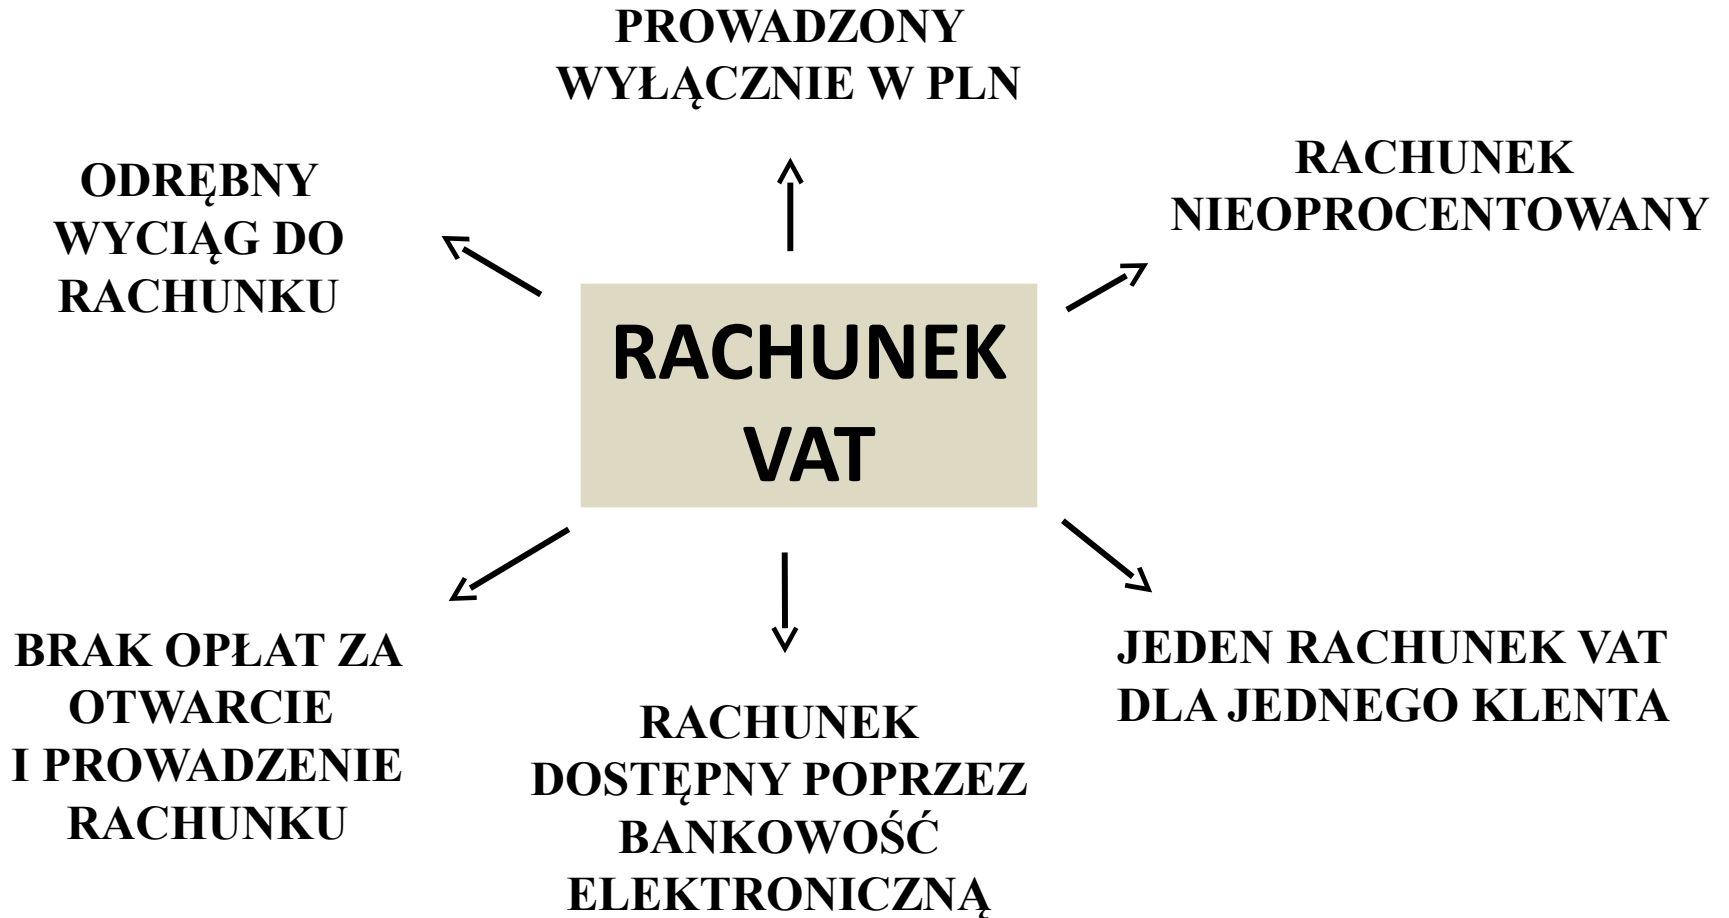 PROWADZONY
WYŁĄCZNIE W PLN
ODRĘBNY
WYCIĄG DO
RACHUNKU
RACHUNEK
NIEOPROCENTOWANY
RACHUNEK
VAT
BRAK OPŁAT ZA
OTWARCIE
I PROWADZENIE
RACHUNKU
RACHUNEK
DOSTĘPNY POPRZEZ
BANKOWOŚĆ
ELEKTRONICZNĄ
JEDEN RACHUNEK VAT
DLA JEDNEGO KLENTA